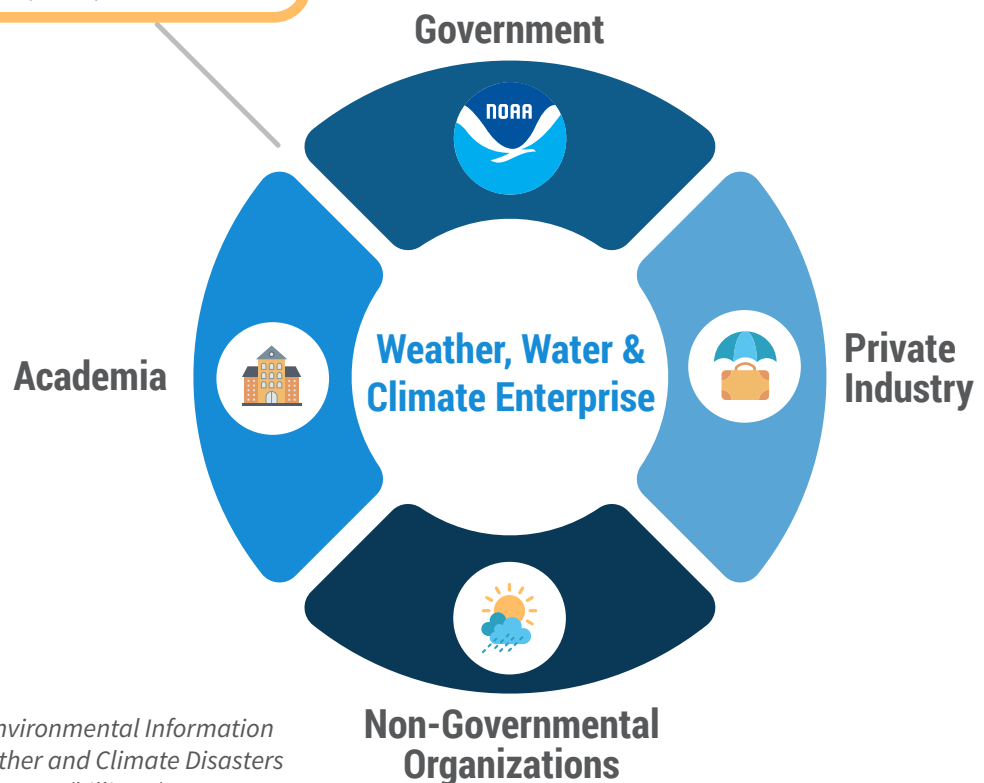 Government
NOAA
Weather, Water &
Climate Enterprise
Academia
Private
Industry
Non-Governmental
Organizations
nvironmental Information
ther and Climate Disasters